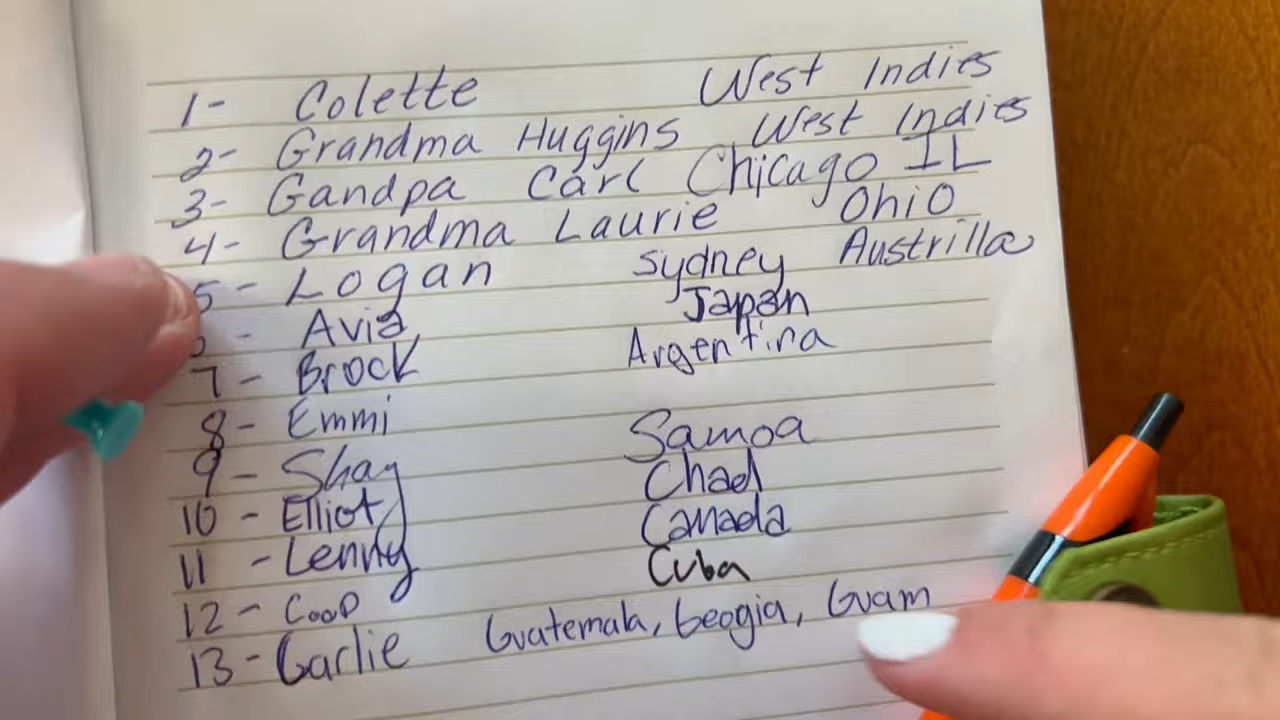 1- Colette West Indies
2- Grandma Huggins West Indies
3- Gandpa Carl Chicago IL
4- Grandma Laurie Ohio
5- Logan Sydney Austrilla
- Avia Japan
7- Brock Argentina
8- Emmi Samoa
9- Shay Chad
10- Elliot Canada
11- Lenny Cuba
12- Coop
13- Garlie Guatemala, Geogia, Guam